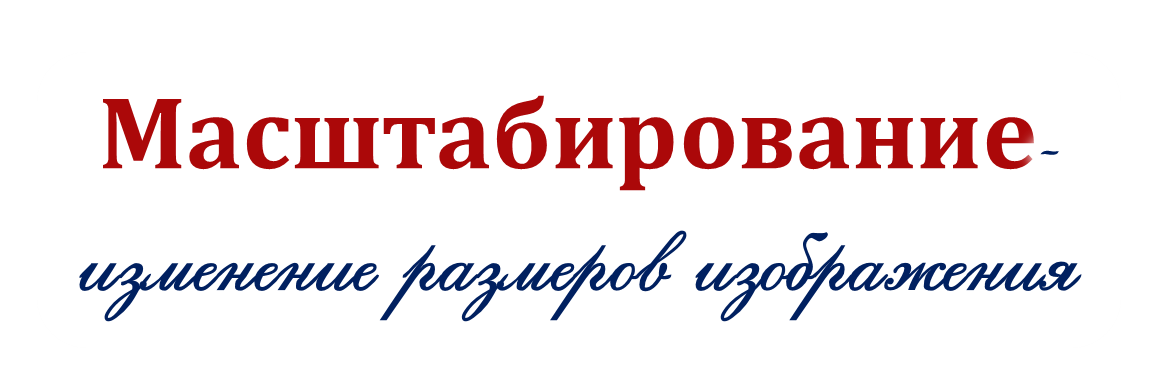 Масштабирование-
изменение размеров изображения